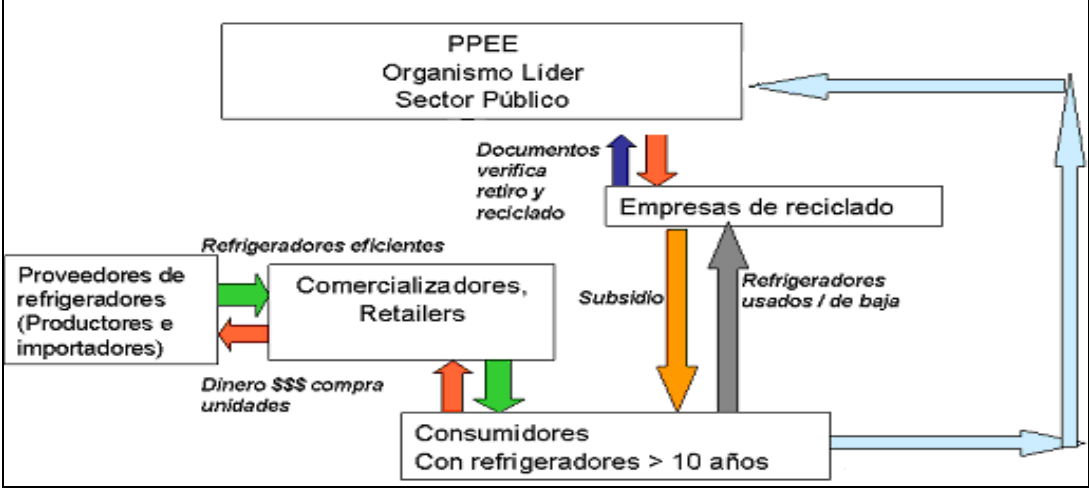 PPEE
Organismo Líder
Sector Público
Documentos
verifica
retiro y
reciclado
Empresas de reciclado
Refrigeradores eficientes
Proveedores de
refrigeradores
(Productores e
importadores)
Comercializadores,
Retailers
Subsidio
Refrigeradores
usados / de baja
Dinero $$$ compra
unidades
Consumidores
Con refrigeradores > 10 años